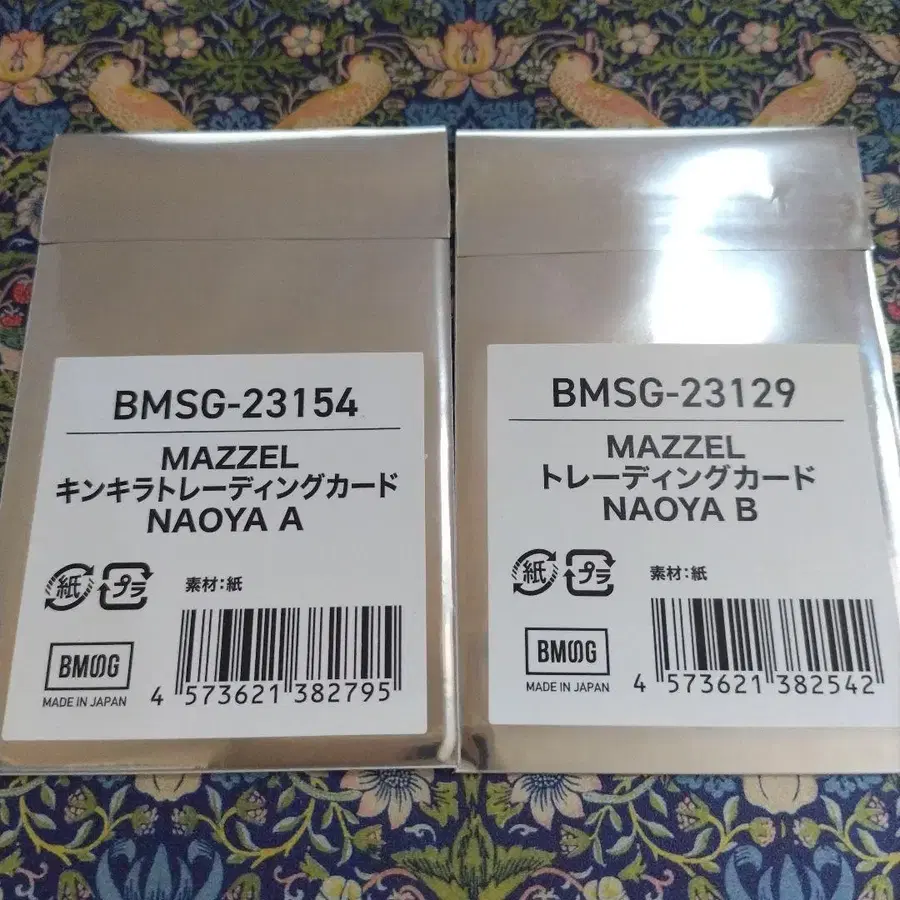 BMSG-23154
MAZZEL
キンキラトレーディングカード
NAOYA A
紙
プラ
素材:紙
BMSG
MADE IN JAPAN
4 573621 382795
BMSG-23129
MAZZEL
トレーディングカード
NAOYA B
紙
プラ
素材:紙
BMSG
MADE IN JAPAN
4 573621 382542